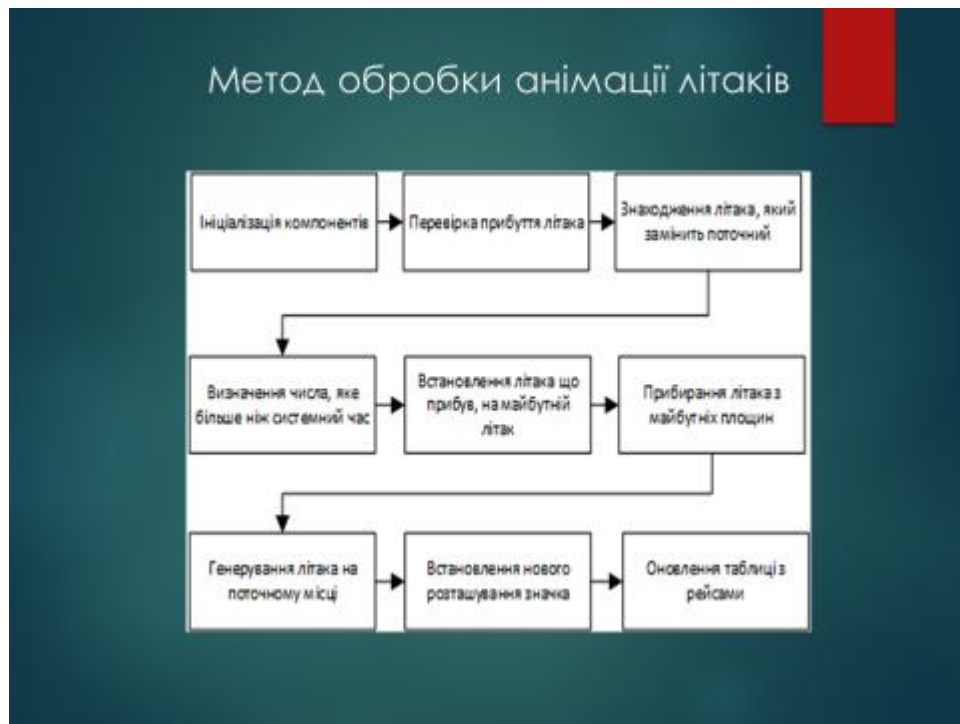 Метод обробки анімації літаків
Ініціалізація компонентів
Перевірка прибуття літака
Знаходження літака, який
замінить поточний
Визначення числа, яке
більше ніж системний час
Встановлення літака що
прибув, на майбутній
літак
Прибирання літака з
майбутніх площин
Генерування літака на
поточному місці
Встановлення нового
розташування значка
Оновлення таблиці з
рейсами